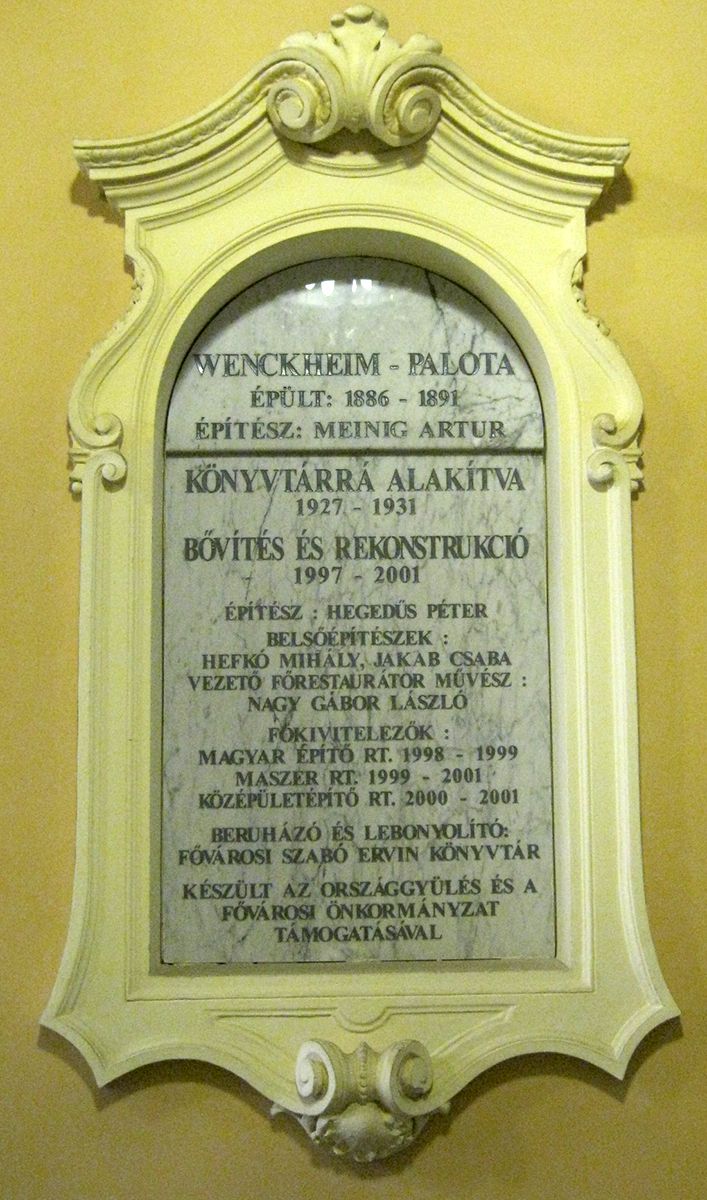 WENCKHEIM - PALOTA
ÉPÜLT: 1886 - 1891
ÉPÍTÉSZ: MEINIG ARTUR
KÖNYVTÁRRÁ ALAKÍTVA
1927 - 1931
BŐVÍTÉS ÉS REKONSTRUKCIÓ
1997 - 2001
ÉPÍTÉSZ : HEGEDŰS PÉTER
BELSŐÉPÍTÉSZEK :
HEFKÓ MIHÁLY, JAKAB CSABA
VEZETŐ FŐRESTAURÁTOR MŰVÉSZ :
NAGY GÁBOR LÁSZLÓ
FŐKIVITELEZŐK :
MAGYAR ÉPÍTŐ RT. 1998 - 1999
MASZER RT. 1999 - 2001
KÖZÉPÜLETÉPÍTŐ RT. 2000 - 2001
BERUHÁZÓ ÉS LEBONYOLÍTÓ:
FŐVÁROSI SZABÓ ERVIN KÖNYVTÁR
KÉSZÜLT AZ ORSZÁGGYÜLÉS ÉS A
FŐVÁROSI ÖNKORMÁNYZAT
TÁMOGATÁSÁVAL